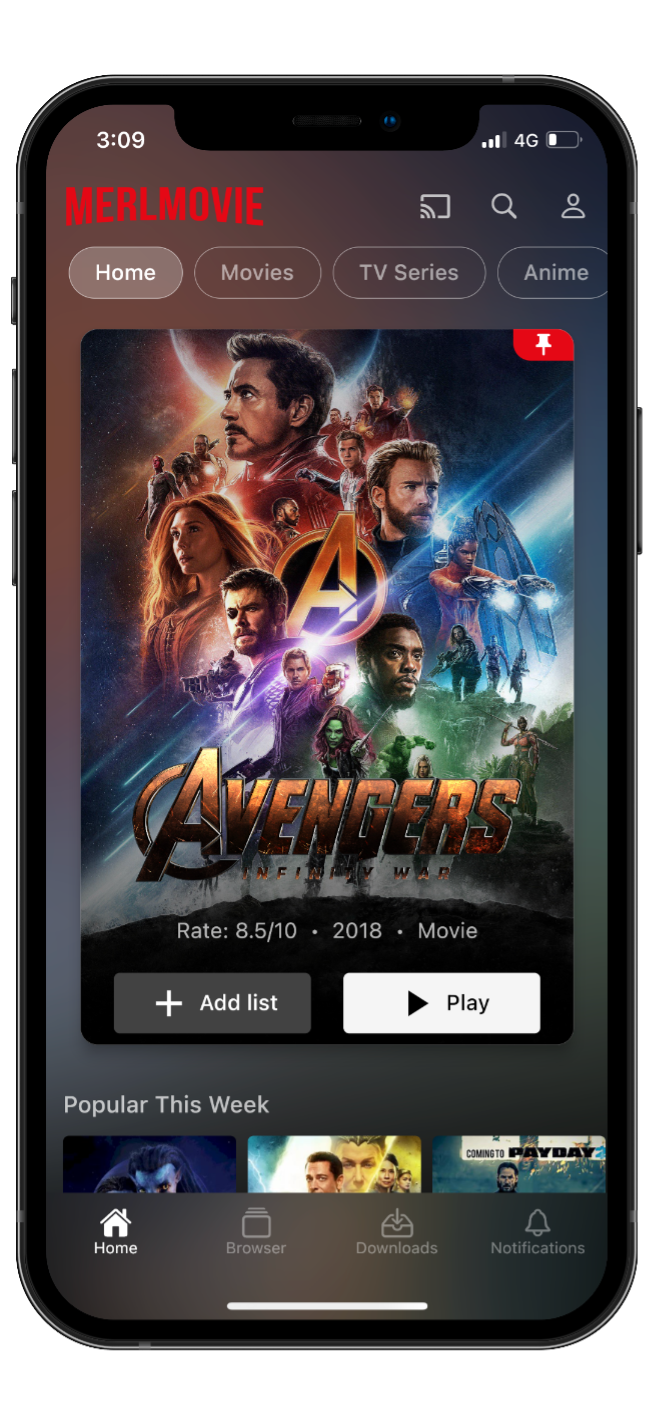 3:09 4G
MERLMOVIE
Home Movies TV Series Anime
AVENGERS
INFINITY WAR
Rate: 8.5/10 • 2018 • Movie
Add list Play
Popular This Week
COMING TO PAYDAY 2
Home Browser Downloads Notifications